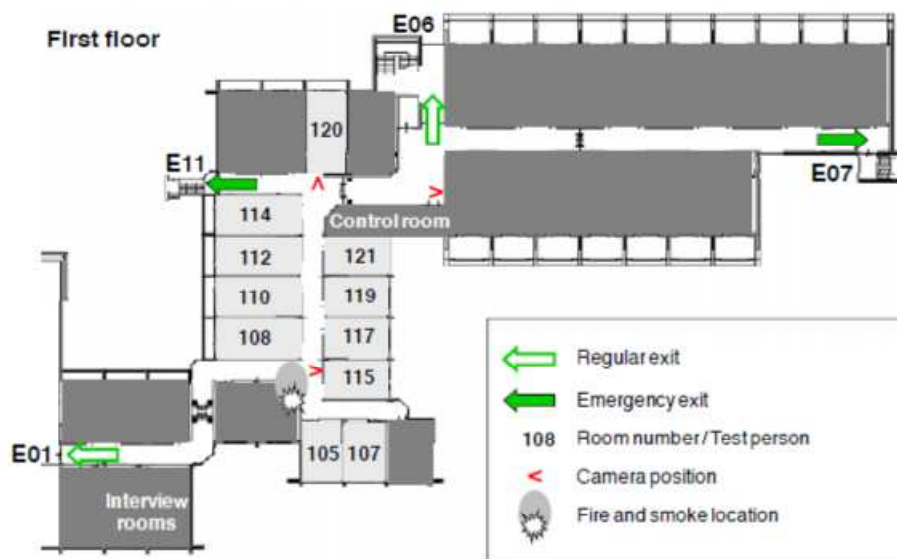 First floor
E06
120
E11
E07
114
Control room
112
121
110
119
108
117
115
Regular exit
Emergency exit
108 Room number / Test person
Camera position
Fire and smoke location
105
107
E01
Interview
rooms